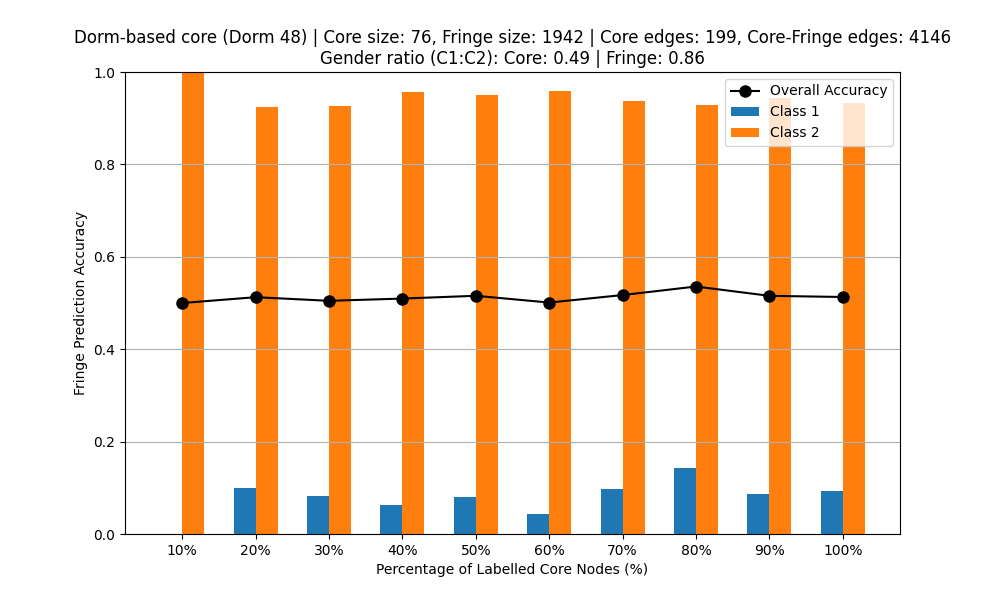 Dorm-based core (Dorm 48) | Core size: 76, Fringe size: 1942 | Core edges: 199, Core-Fringe edges: 4146
Gender ratio (C1:C2): Core: 0.49 | Fringe: 0.86
Overall Accuracy
Class 1
Class 2
Fringe Prediction Accuracy
1.0
0.8
0.6
0.4
0.2
0.0
10% 20% 30% 40% 50% 60% 70% 80% 90% 100%
Percentage of Labelled Core Nodes (%)